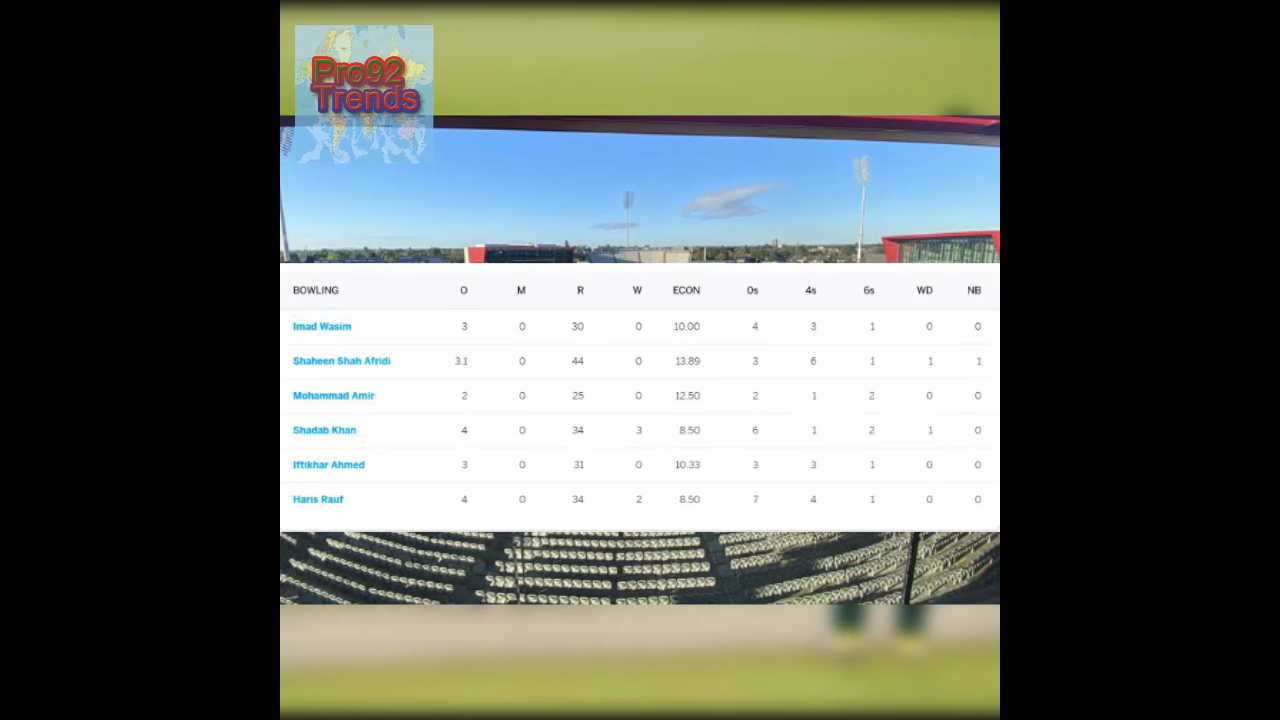 Pro92
Trends
BOWLING O M R W ECON 0s 4s 6s WD NB
Imad Wasim 3 0 30 0 10.00 4 3 1 0 0
Shaheen Shah Afridi 3.1 0 44 0 13.89 3 6 1 1 1
Mohammad Amir 2 0 25 0 12.50 2 1 2 0 0
Shadab Khan 4 0 34 3 8.50 6 1 2 1 0
Iftikhar Ahmed 3 0 31 0 10.33 3 3 1 0 0
Haris Rauf 4 0 34 2 8.50 7 4 1 0 0